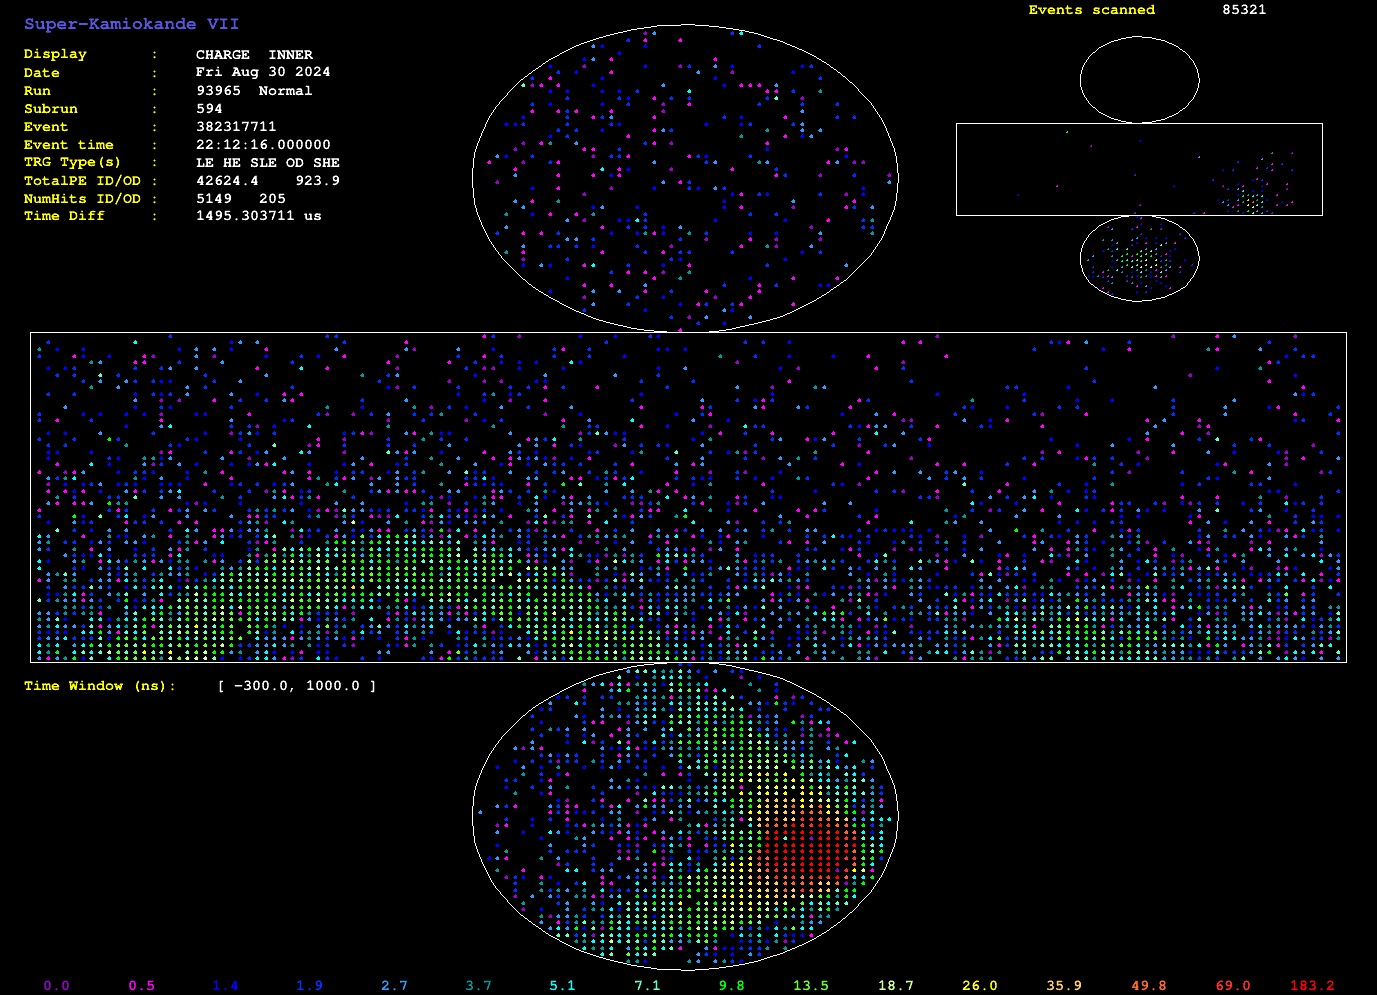 Super-Kamiokande VII
Events scanned 85321
Display : CHARGE INNER
Date : Fri Aug 30 2024
Run : 93965 Normal
Subrun : 594
Event : 382317711
Event time : 22:12:16.000000
TRG Type(s) : LE HE SLE OD SHE
TotalPE ID/OD : 42624.4 923.9
NumHits ID/OD : 5149 205
Time Diff : 1495.303711 us
Time Window (ns): [ -300.0, 1000.0 ]
0.0 0.5 1.4 1.9 2.7 3.7 5.1 7.1 9.8 13.5 18.7 26.0 35.9 49.8 69.0 183.2